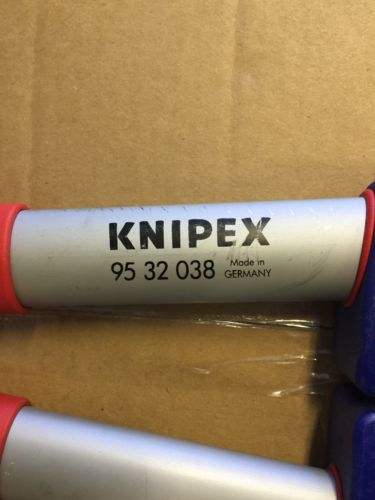 KNIPEX
95 32 038 Made in
GERMANY